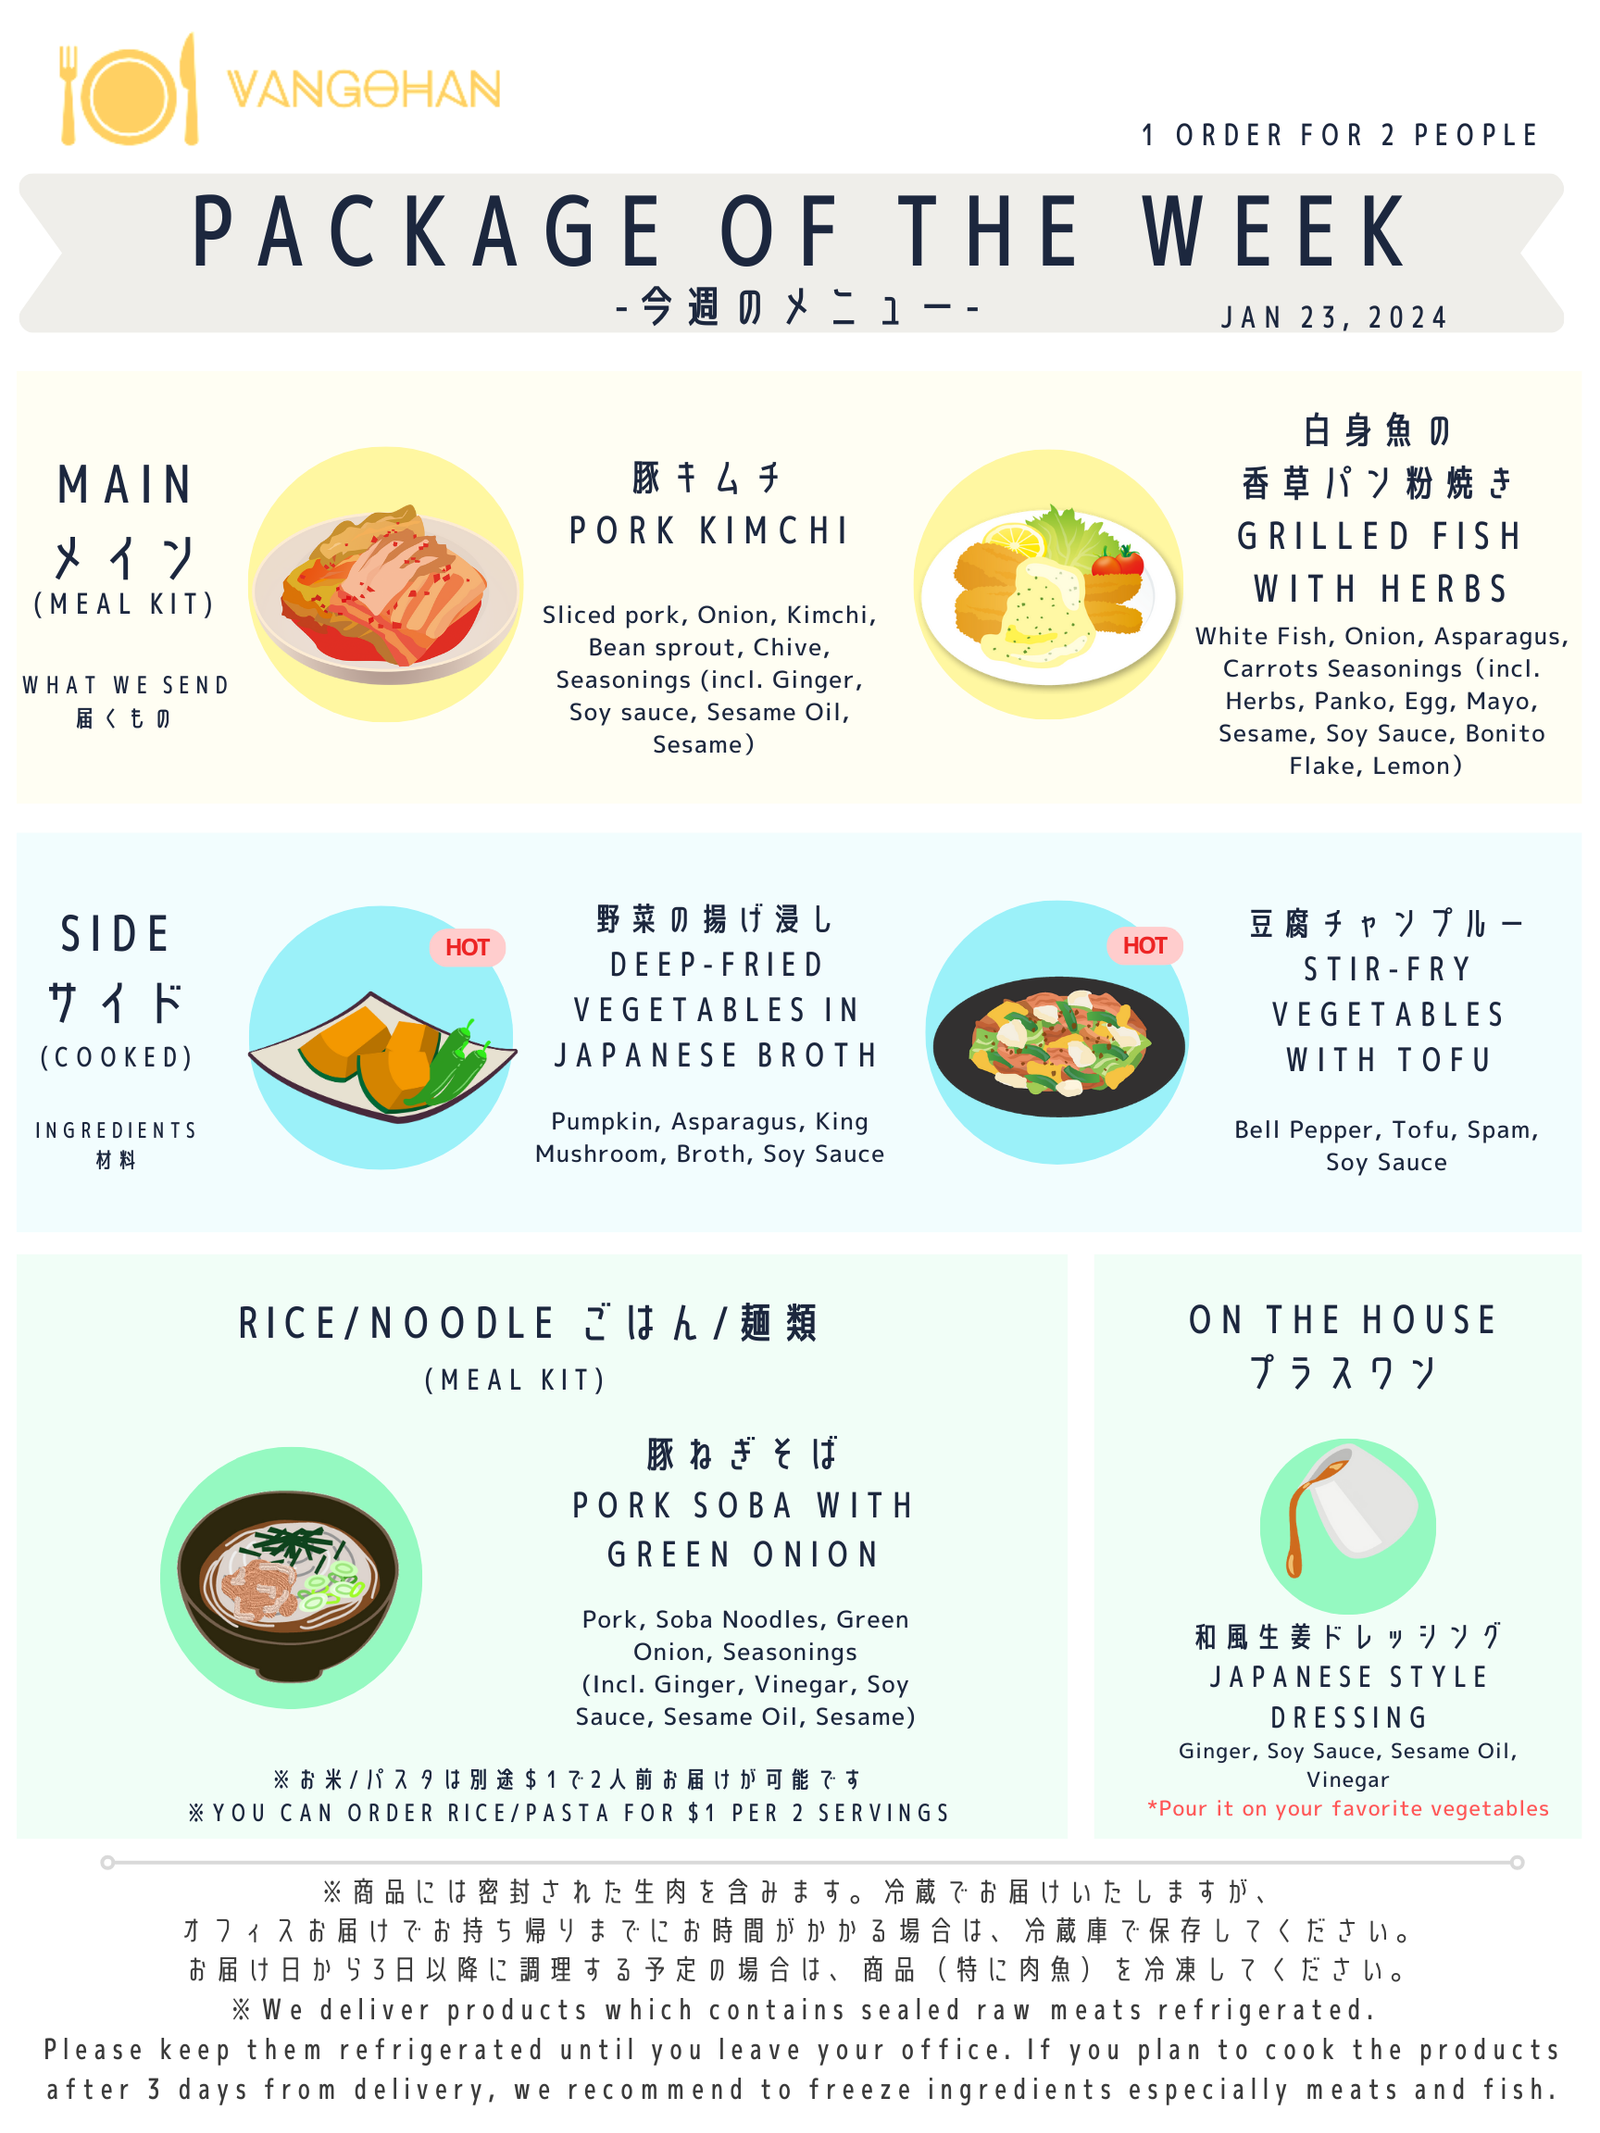 VANGOHAN
1 ORDER FOR 2 PEOPLE
PACKAGE OF THE WEEK
-今週のメニュー-
JAN 23, 2024
MAIN
メイン
(MEAL KIT)
WHAT WE SEND
届くもの
豚キムチ
PORK KIMCHI
Sliced pork, Onion, Kimchi,
Bean sprout, Chive,
Seasonings (incl. Ginger,
Soy sauce, Sesame Oil,
Sesame)
白身魚の
香草パン粉焼き
GRILLED FISH
WITH HERBS
White Fish, Onion, Asparagus,
Carrots Seasonings (incl.
Herbs, Panko, Egg, Mayo,
Sesame, Soy Sauce, Bonito
Flake, Lemon)
SIDE
サイド
(COOKED)
INGREDIENTS
材料
HOT
野菜の揚げ浸し
DEEP-FRIED
VEGETABLES IN
JAPANESE BROTH
Pumpkin, Asparagus, King
Mushroom, Broth, Soy Sauce
HOT
豆腐チャンプルー
STIR-FRY
VEGETABLES
WITH TOFU
Bell Pepper, Tofu, Spam,
Soy Sauce
RICE/NOODLE ごはん/麺類
(MEAL KIT)
豚ねぎそば
PORK SOBA WITH
GREEN ONION
Pork, Soba Noodles, Green
Onion, Seasonings
(Incl. Ginger, Vinegar, Soy
Sauce, Sesame Oil, Sesame)
※お米/パスタは別途$1で2人前お届けが可能です
※YOU CAN ORDER RICE/PASTA FOR $1 PER 2 SERVINGS
ON THE HOUSE
プラスワン
和風生姜ドレッシング
JAPANESE STYLE
DRESSING
Ginger, Soy Sauce, Sesame Oil,
Vinegar
*Pour it on your favorite vegetables
※商品には密封された生肉を含みます。冷蔵でお届けいたしますが、
オフィスお届けでお持ち帰りまでにお時間がかかる場合は、冷蔵庫で保存してください。
お届け日から3日以降に調理する予定の場合は、商品（特に肉魚）を冷凍してください。
※We deliver products which contains sealed raw meats refrigerated.
Please keep them refrigerated until you leave your office. If you plan to cook the products
after 3 days from delivery, we recommend to freeze ingredients especially meats and fish.